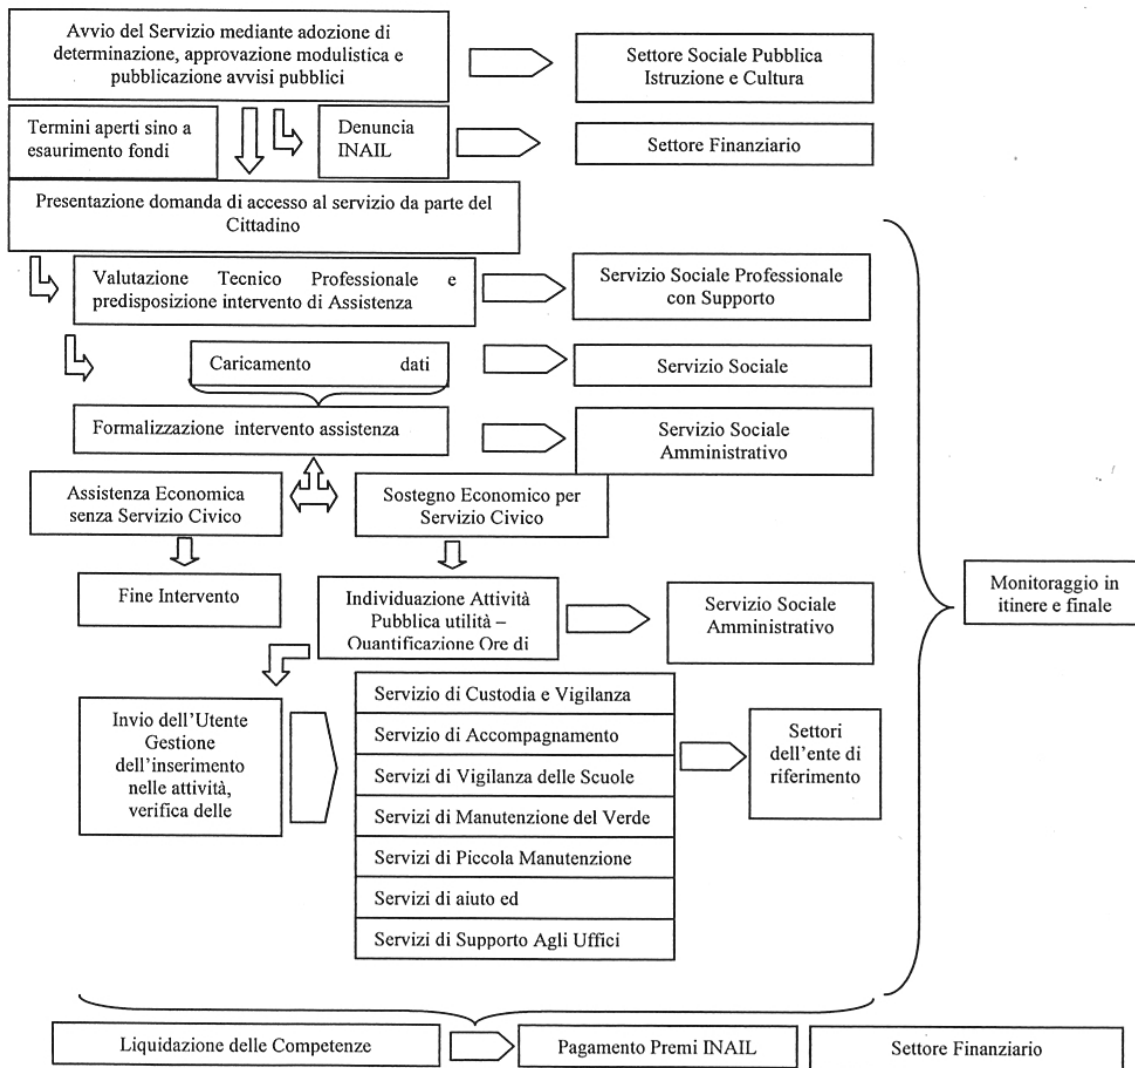 Avvio del Servizio mediante adozione di
determinazione, approvazione modulistica e
pubblicazione avvisi pubblici
Settore Sociale Pubblica
Istruzione e Cultura
Termini aperti sino a
esaurimento fondi
Denuncia
INAIL
Settore Finanziario
Presentazione domanda di accesso al servizio da parte del
Cittadino
Valutazione Tecnico Professionale e
predisposizione intervento di Assistenza
Servizio Sociale Professionale
con Supporto
Caricamento dati
Servizio Sociale
Formalizzazione intervento assistenza
Servizio Sociale
Amministrativo
Assistenza Economica
senza Servizio Civico
Sostegno Economico per
Servizio Civico
Fine Intervento
Individuazione Attività
Pubblica utilità –
Quantificazione Ore di
Servizio Sociale
Amministrativo
Monitoraggio in
itinere e finale
Invio dell'Utente
Gestione
dell'inserimento
nelle attività,
verifica delle
Servizio di Custodia e Vigilanza
Servizio di Accompagnamento
Servizi di Vigilanza delle Scuole
Servizi di Manutenzione del Verde
Servizi di Piccola Manutenzione
Servizi di aiuto ed
Servizi di Supporto Agli Uffici
Settori
dell'ente di
riferimento
Liquidazione delle Competenze
Pagamento Premi INAIL
Settore Finanziario